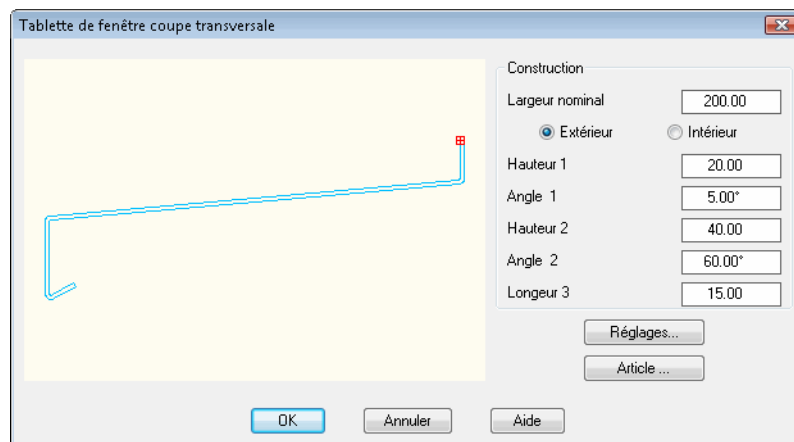 Tablette de fenêtre coupe transversale
Construction
Largeur nominal 200.00
Extérieur Intérieur
Hauteur 1 20.00
Angle 1 5.00°
Hauteur 2 40.00
Angle 2 60.00°
Longeur 3 15.00
Réglages...
Article ...
OK Annuler Aide